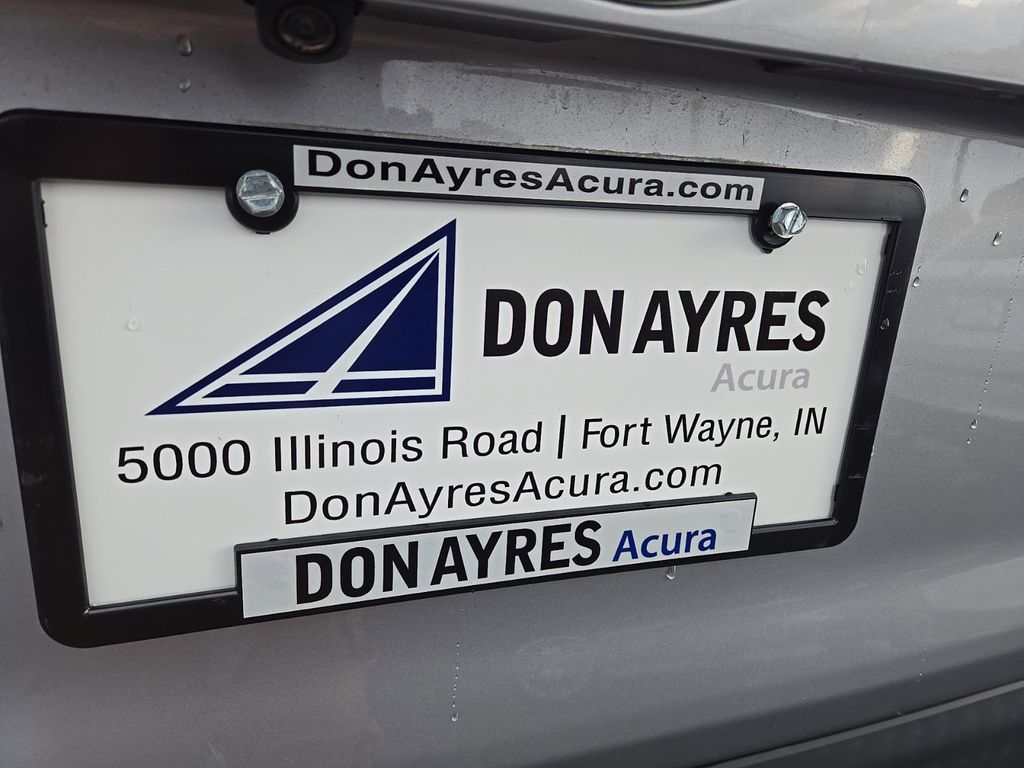 DonAyresAcura.com
DON AYRES
Acura
5000 Illinois Road | Fort Wayne, IN
DonAyresAcura.com
DON AYRES Acura